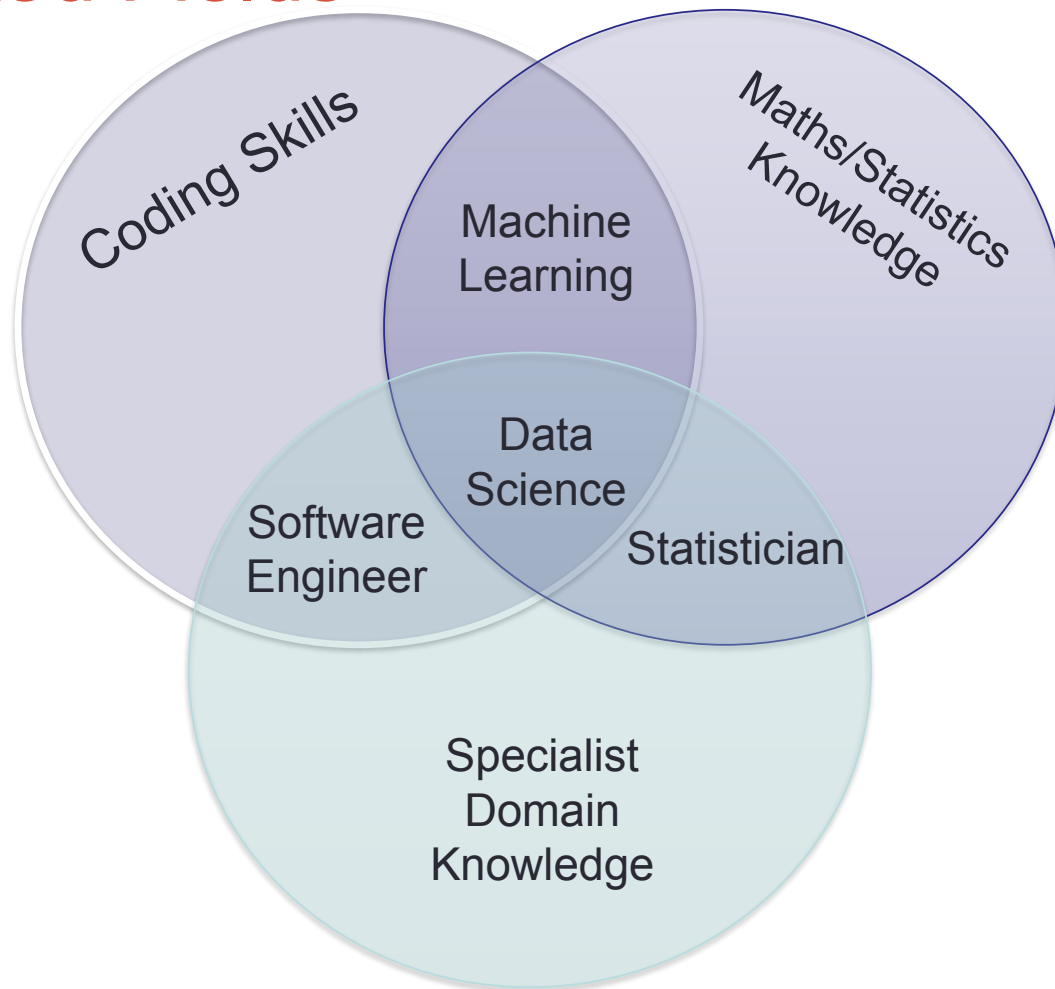 Coding Skills
Maths/Statistics
Knowledge
Machine
Learning
Data
Science
Software
Engineer
Statistician
Specialist
Domain
Knowledge